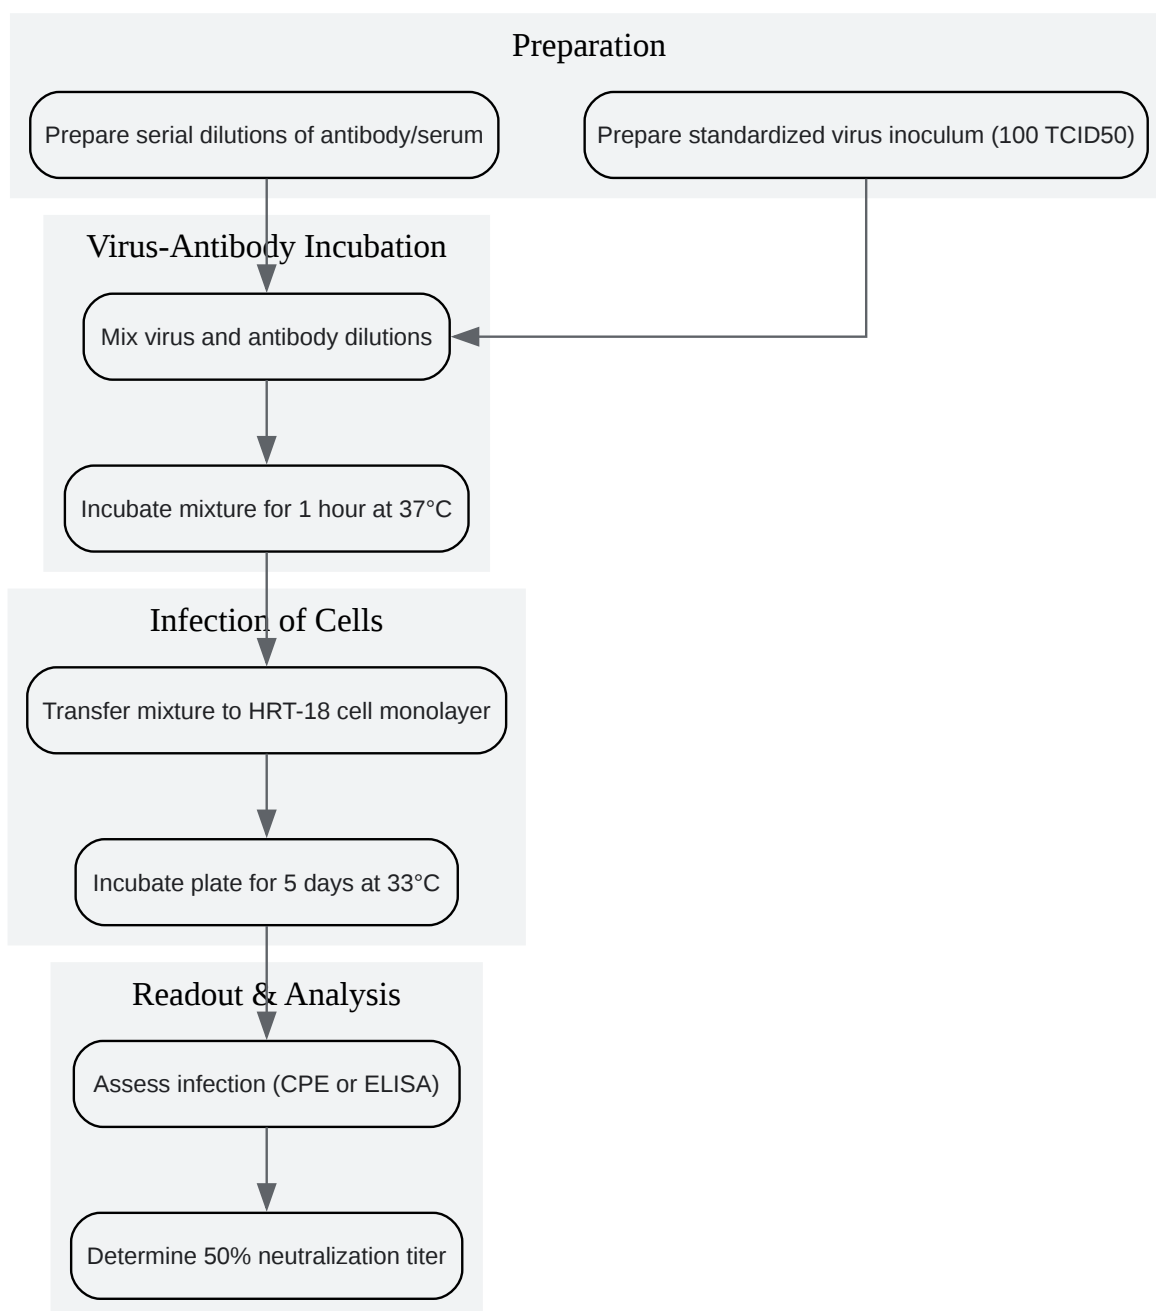 Preparation
Prepare serial dilutions of antibody/serum
Prepare standardized virus inoculum (100 TCID50)
Virus-Antibody Incubation
Mix virus and antibody dilutions
Incubate mixture for 1 hour at 37°C
Infection of Cells
Transfer mixture to HRT-18 cell monolayer
Incubate plate for 5 days at 33°C
Readout & Analysis
Assess infection (CPE or ELISA)
Determine 50% neutralization titer